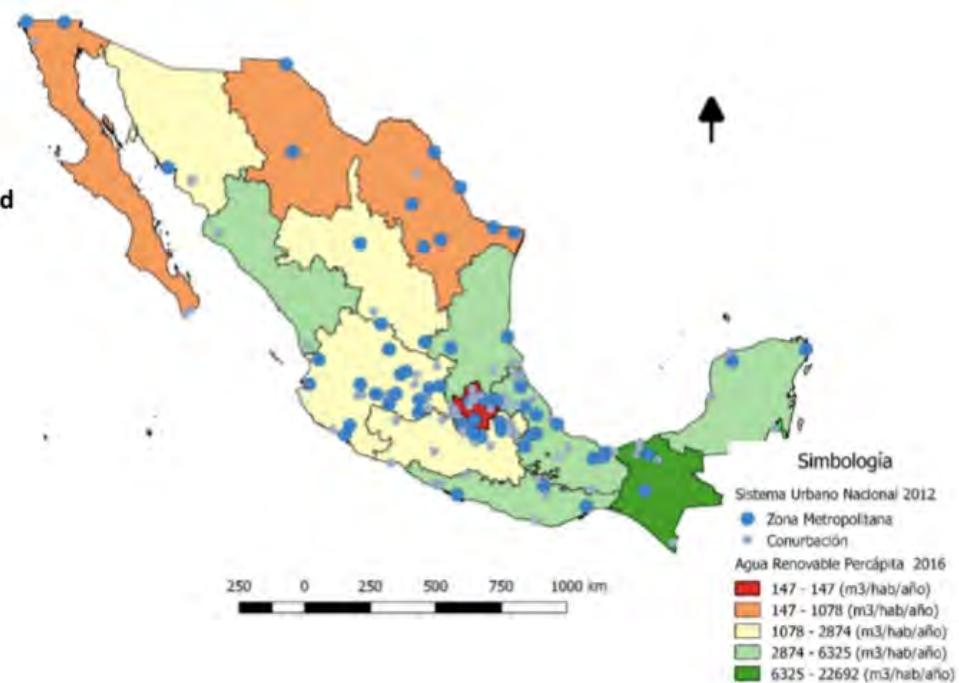 d
Simbología
Sistema Urbano Nacional 2012
Zona Metropolitana
Conurbación
Agua Renovable Percápita 2016
147 - 147 (m3/hab/año)
147 - 1078 (m3/hab/año)
1078 - 2874 (m3/hab/año)
2874 - 6325 (m3/hab/año)
6325 - 22692 (m3/hab/año)
250 0 250 500 750 1000 km